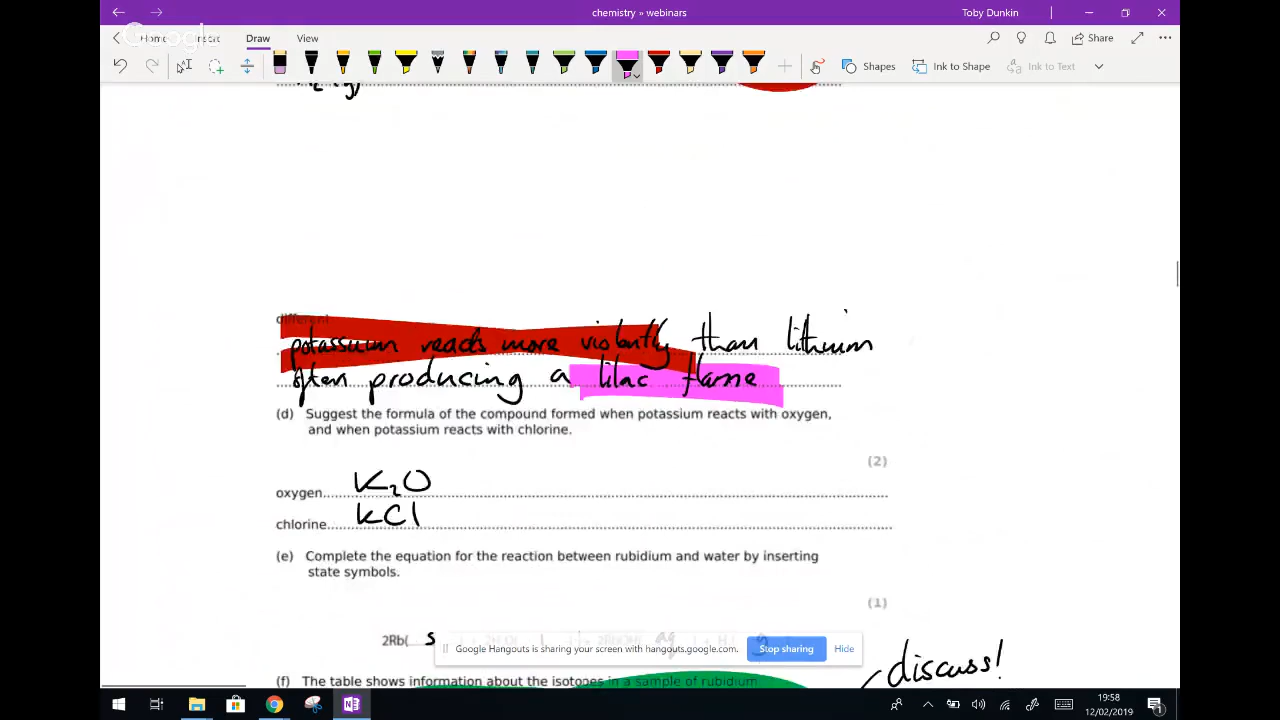 chemistry » webinars
Toby Dunkin
Google
Home Insert Draw View
Share
Shapes Ink to Shape Ink to Text
different
potassium reacts more violently than lithium
often producing a lilac flame
(d) Suggest the formula of the compound formed when potassium reacts with oxygen,
and when potassium reacts with chlorine.
(2)
oxygen K₂O
chlorine KCl
(e) Complete the equation for the reaction between rubidium and water by inserting
state symbols.
(1)
2Rb( s
Google Hangouts is sharing your screen with hangouts.google.com. Stop sharing Hide
discuss!
(f) The table shows information about the isotopes in a sample of rubidium.
19:58
12/02/2019